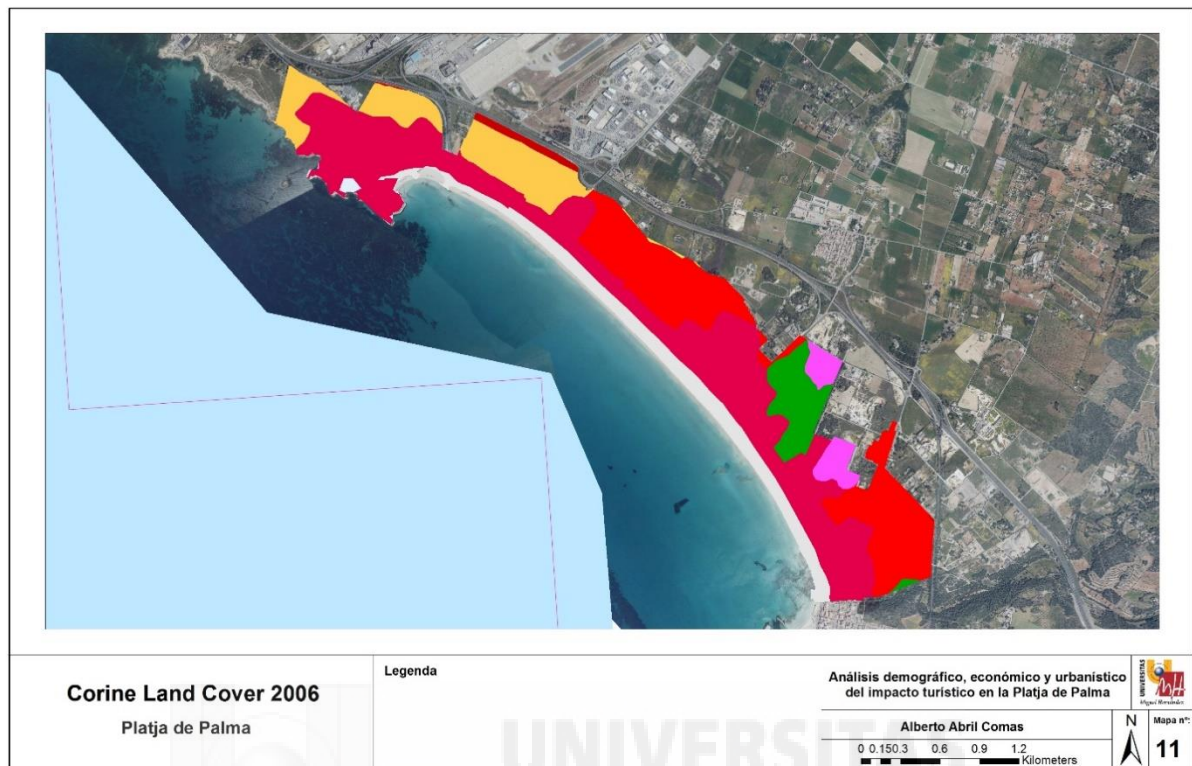 Corine Land Cover 2006
Platja de Palma
Legenda
UNIVERSITAS
Análisis demográfico, económico y urbanístico
del impacto turístico en la Platja de Palma
Alberto Abril Comas
0 0.150.3 0.6 0.9 1.2
Kilometers
UNIVERSITAS
Miguel Hernández
N
Mapa nº:
11